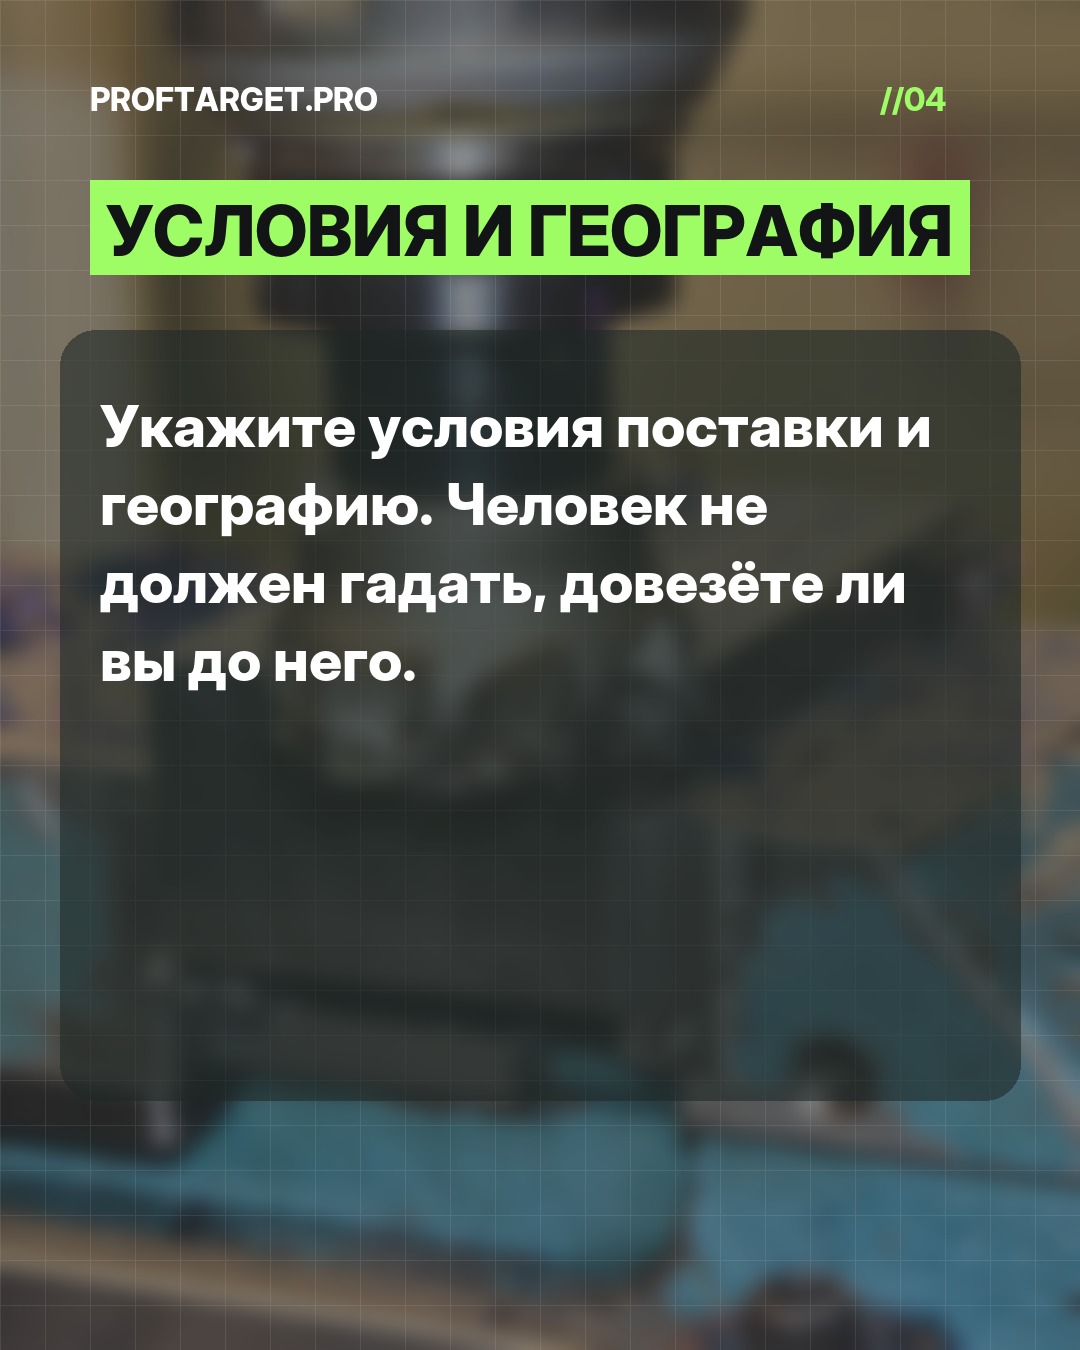 PROFTARGET.PRO
//04
УСЛОВИЯ И ГЕОГРАФИЯ
Укажите условия поставки и
географию. Человек не
должен гадать, довезёте ли
вы до него.